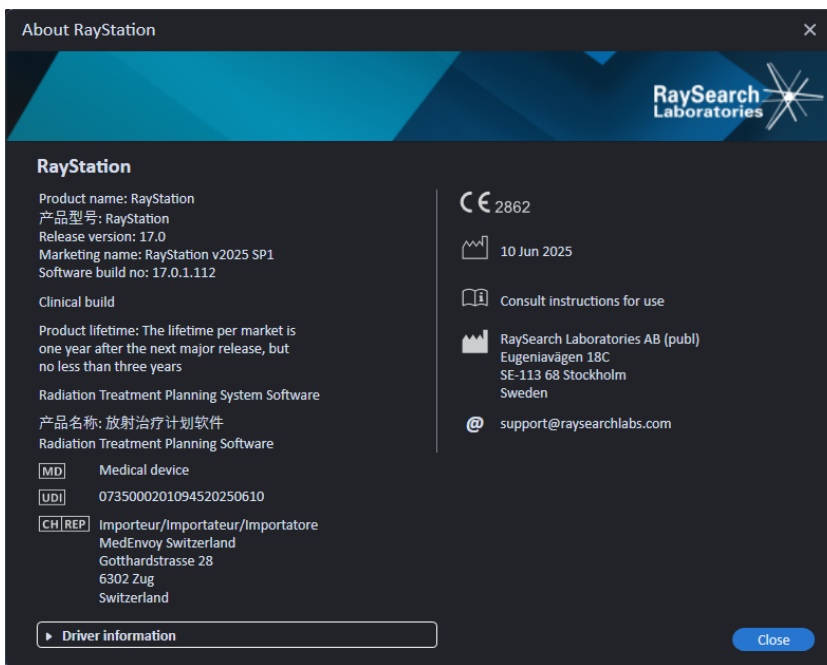 About RayStation
RaySearch
Laboratories
RayStation
Product name: RayStation
产品型号: RayStation
Release version: 17.0
Marketing name: RayStation v2025 SP1
Software build no: 17.0.1.112
Clinical build
Product lifetime: The lifetime per market is
one year after the next major release, but
no less than three years
Radiation Treatment Planning System Software
产品名称: 放射治疗计划软件
Radiation Treatment Planning Software
MD Medical device
UDI 0735000201094520250610
CH REP Importeur/Importateur/Importatore
MedEnvoy Switzerland
Gotthardstrasse 28
6302 Zug
Switzerland
Driver information
CE 2862
10 Jun 2025
Consult instructions for use
RaySearch Laboratories AB (publ)
Eugeniavägen 18C
SE-113 68 Stockholm
Sweden
@ support@raysearchlabs.com
Close